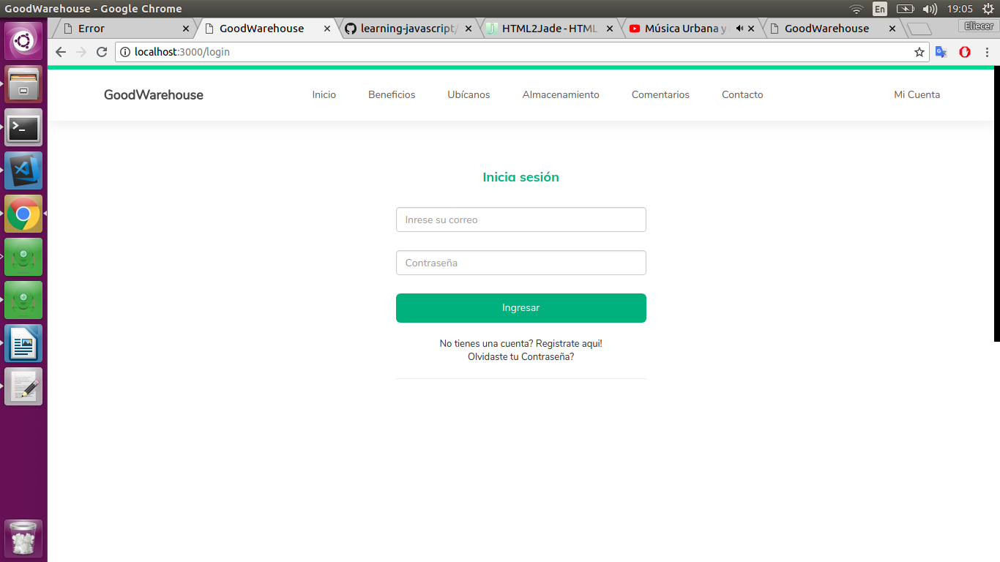 GoodWarehouse - Google Chrome
En
19:05
Error
GoodWarehouse
learning-javascript/
HTML2Jade - HTML
Música Urbana y
GoodWarehouse
Eliecer
localhost:3000/login
GoodWarehouse
Inicio
Beneficios
Ubícanos
Almacenamiento
Comentarios
Contacto
Mi Cuenta
Inicia sesión
Inrese su correo
Contraseña
Ingresar
No tienes una cuenta? Registrate aqui!
Olvidaste tu Contraseña?